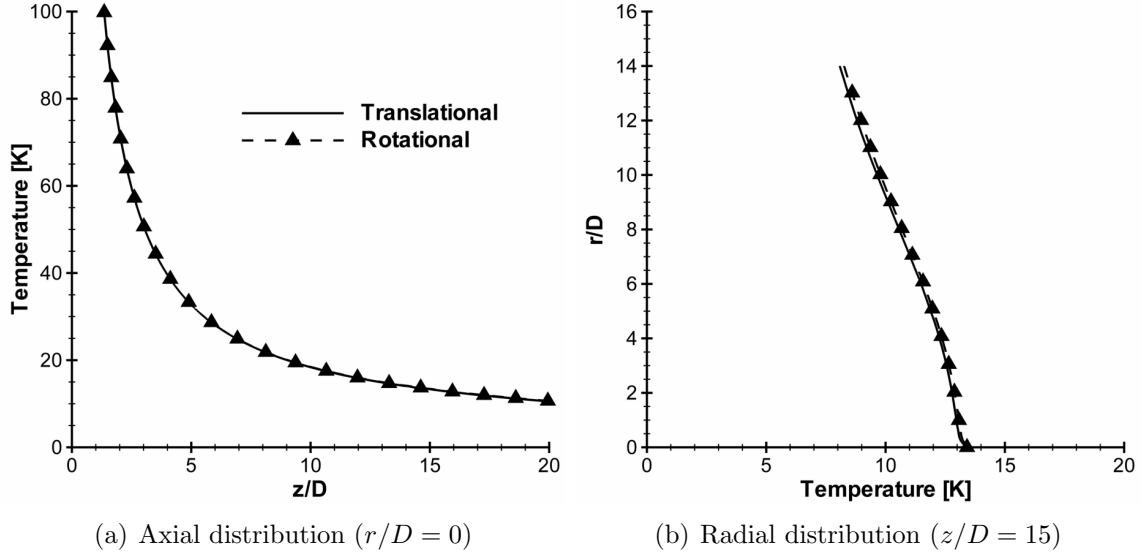 100
80
60
40
20
0
Temperature [K]
0 5 10 15 20
z/D
Translational
Rotational
(a) Axial distribution (r/D = 0)
16
14
12
10
8
6
4
2
0
r/D
0 5 10 15 20
Temperature [K]
(b) Radial distribution (z/D = 15)